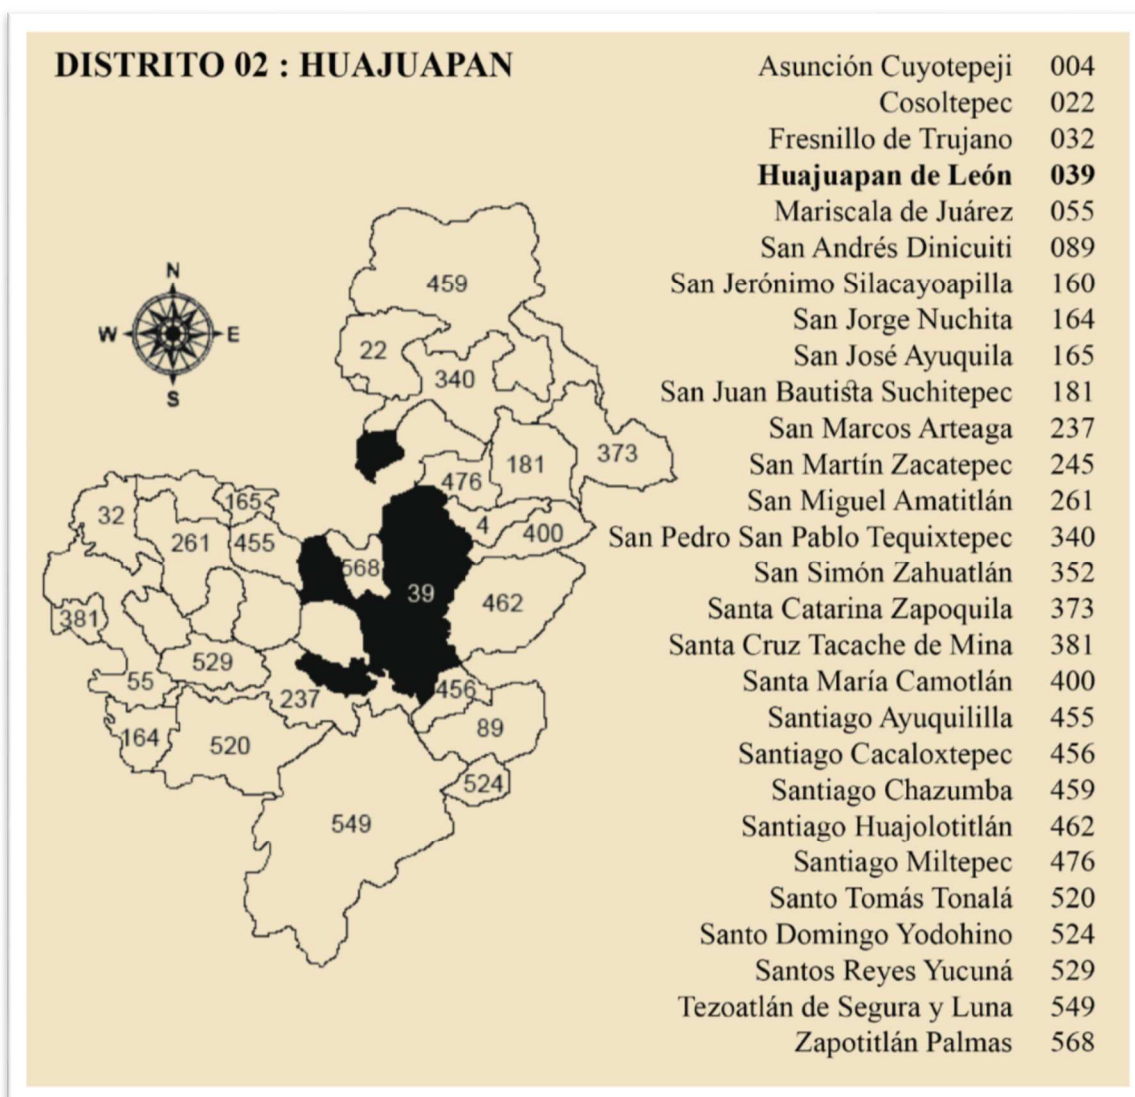 DISTRITO 02 : HUAJUAPAN
Asunción Cuyotepeji 004
Cosoltepec 022
Fresnillo de Trujano 032
Huajuapan de León 039
Mariscala de Juárez 055
San Andrés Dinicuiti 089
San Jerónimo Silacayoapilla 160
San Jorge Nuchita 164
San José Ayuquila 165
San Juan Bautista Suchitepec 181
San Marcos Arteaga 237
San Martín Zacatepec 245
San Miguel Amatitlán 261
San Pedro San Pablo Tequixtepec 340
San Simón Zahuatlán 352
Santa Catarina Zapoquila 373
Santa Cruz Tacache de Mina 381
Santa María Camotlán 400
Santiago Ayuquililla 455
Santiago Cacaloxtepec 456
Santiago Chazumba 459
Santiago Huajolotitlán 462
Santiago Miltepec 476
Santo Tomás Tonalá 520
Santo Domingo Yodohino 524
Santos Reyes Yucuná 529
Tezoatlán de Segura y Luna 549
Zapotitlán Palmas 568
N
W E
S
459
22
340
373
181
476
165
32
4
400
261
455
568
39
462
381
529
55
237
456
164
520
89
524
549